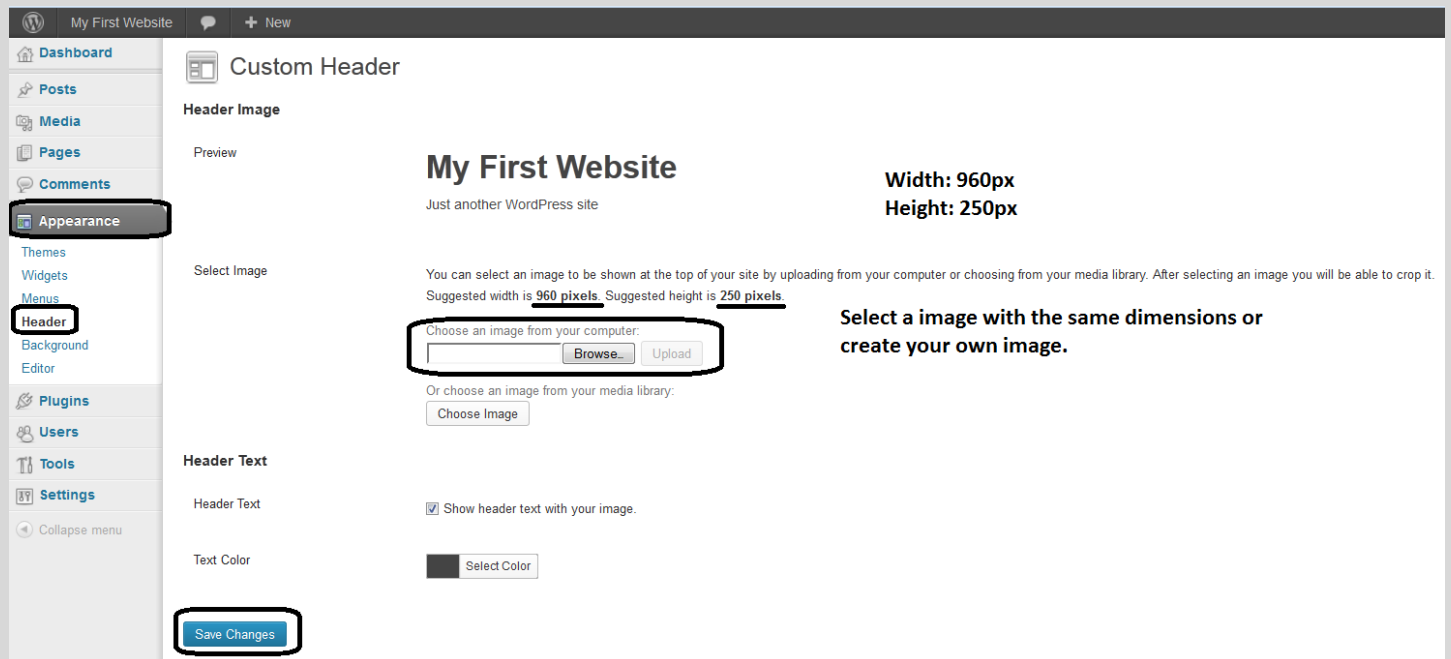 My First Website
New
Dashboard
Posts
Media
Pages
Comments
Appearance
Themes
Widgets
Menus
Header
Background
Editor
Plugins
Users
Tools
Settings
Collapse menu
Custom Header
Header Image
Preview
My First Website
Just another WordPress site
Width: 960px
Height: 250px
Select Image
You can select an image to be shown at the top of your site by uploading from your computer or choosing from your media library. After selecting an image you will be able to crop it.
Suggested width is 960 pixels. Suggested height is 250 pixels.
Choose an image from your computer:
Browse... Upload
Select a image with the same dimensions or
create your own image.
Or choose an image from your media library:
Choose Image
Header Text
Header Text
Show header text with your image.
Text Color
Select Color
Save Changes